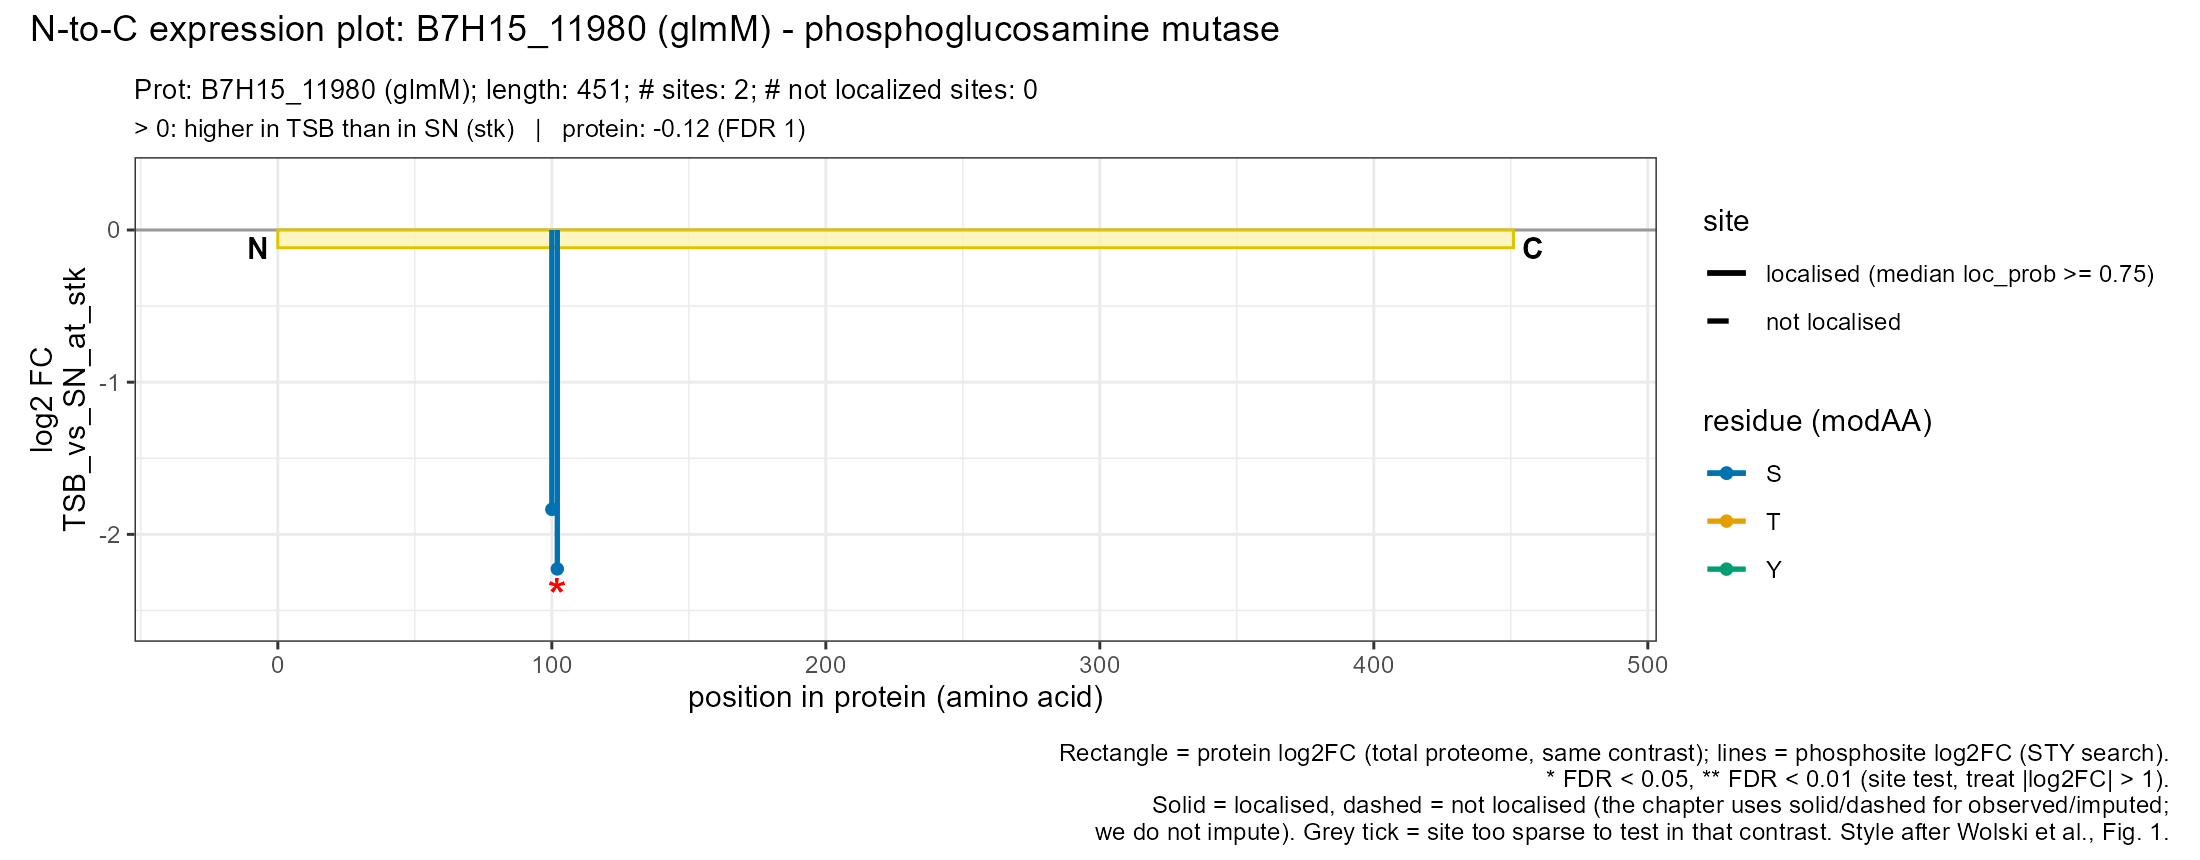 N-to-C expression plot: B7H15_11980 (glmM) - phosphoglucosamine mutase
Prot: B7H15_11980 (glmM); length: 451; # sites: 2; # not localized sites: 0
> 0: higher in TSB than in SN (stk)   |   protein: -0.12 (FDR 1)
log2 FC
TSB_vs_SN_at_stk
0
-1
-2
N
C
*
0
100
200
300
400
500
position in protein (amino acid)
site
localised (median loc_prob >= 0.75)
not localised
residue (modAA)
S
T
Y
Rectangle = protein log2FC (total proteome, same contrast); lines = phosphosite log2FC (STY search).
* FDR < 0.05, ** FDR < 0.01 (site test, treat |log2FC| > 1).
Solid = localised, dashed = not localised (the chapter uses solid/dashed for observed/imputed;
we do not impute). Grey tick = site too sparse to test in that contrast. Style after Wolski et al., Fig. 1.